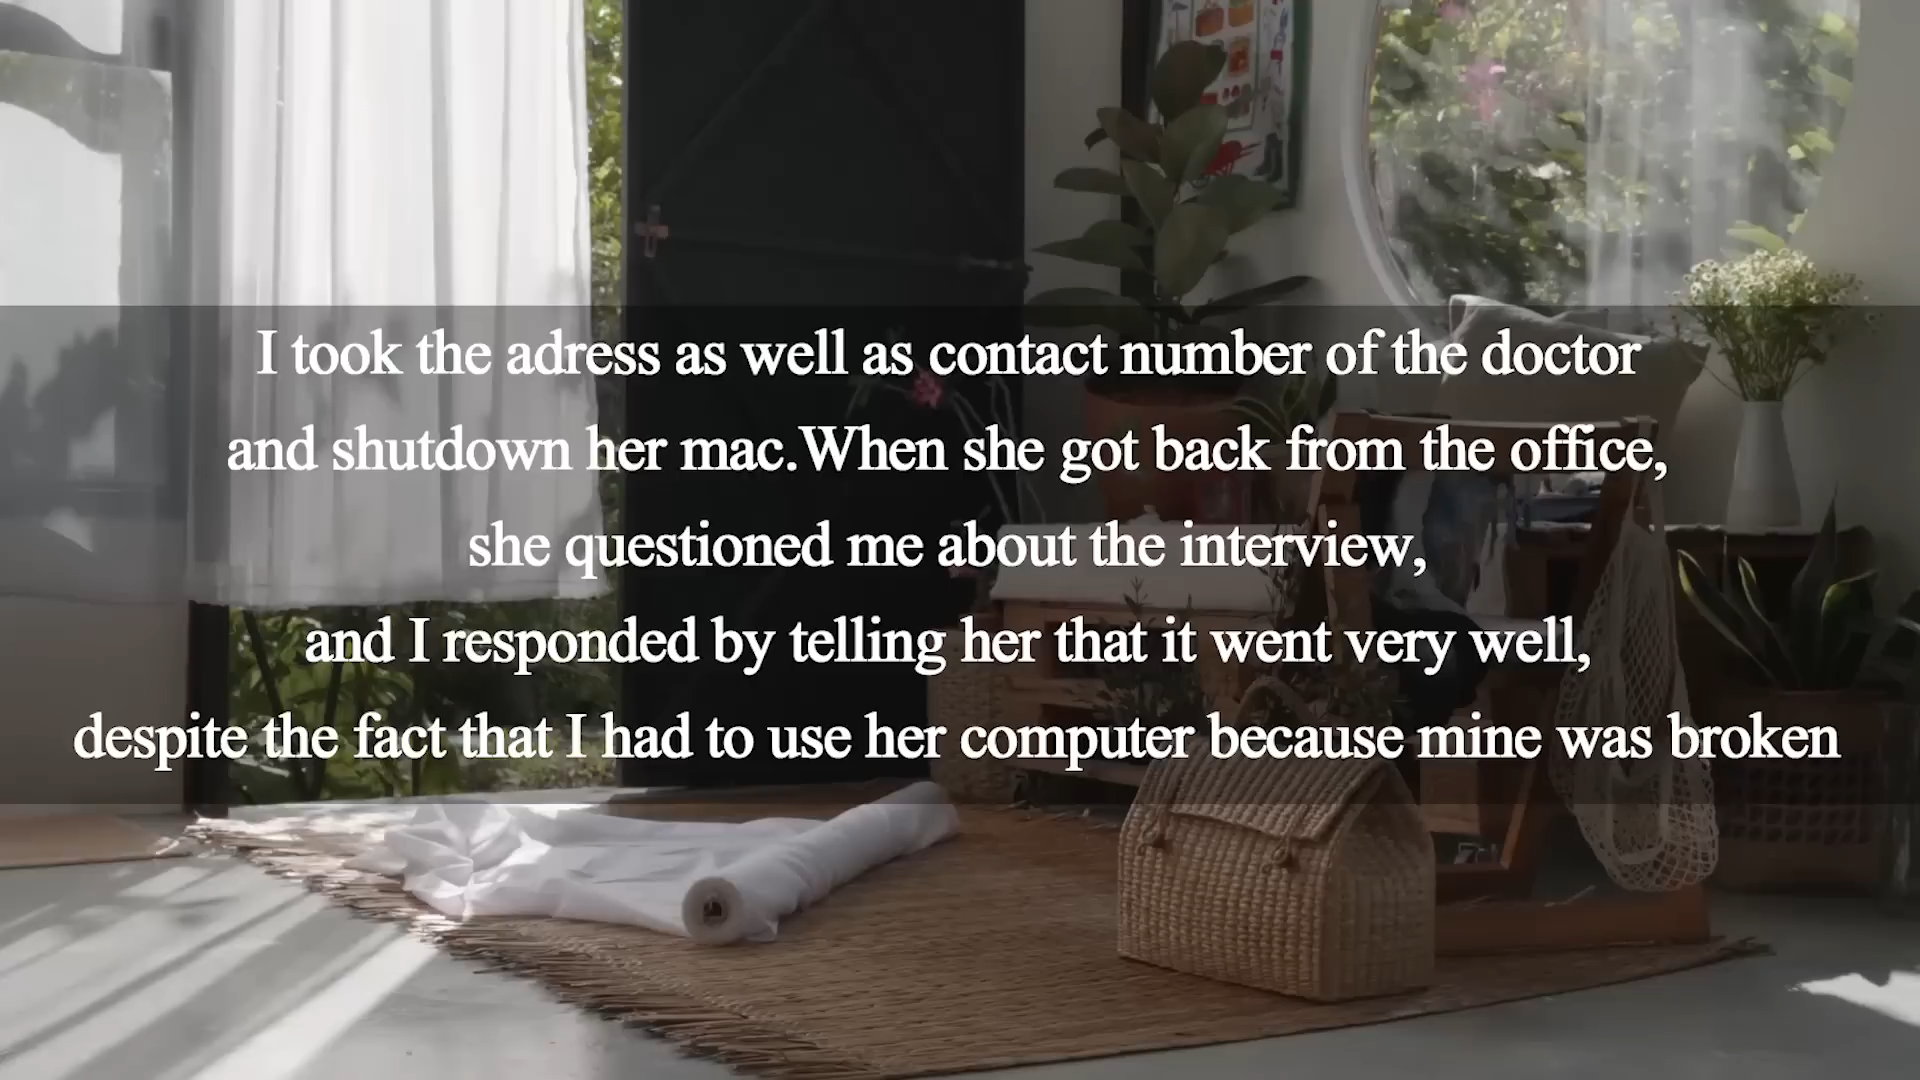 I took the adress as well as contact number of the doctor
and shutdown her mac.When she got back from the office,
she questioned me about the interview,
and I responded by telling her that it went very well,
despite the fact that I had to use her computer because mine was broken